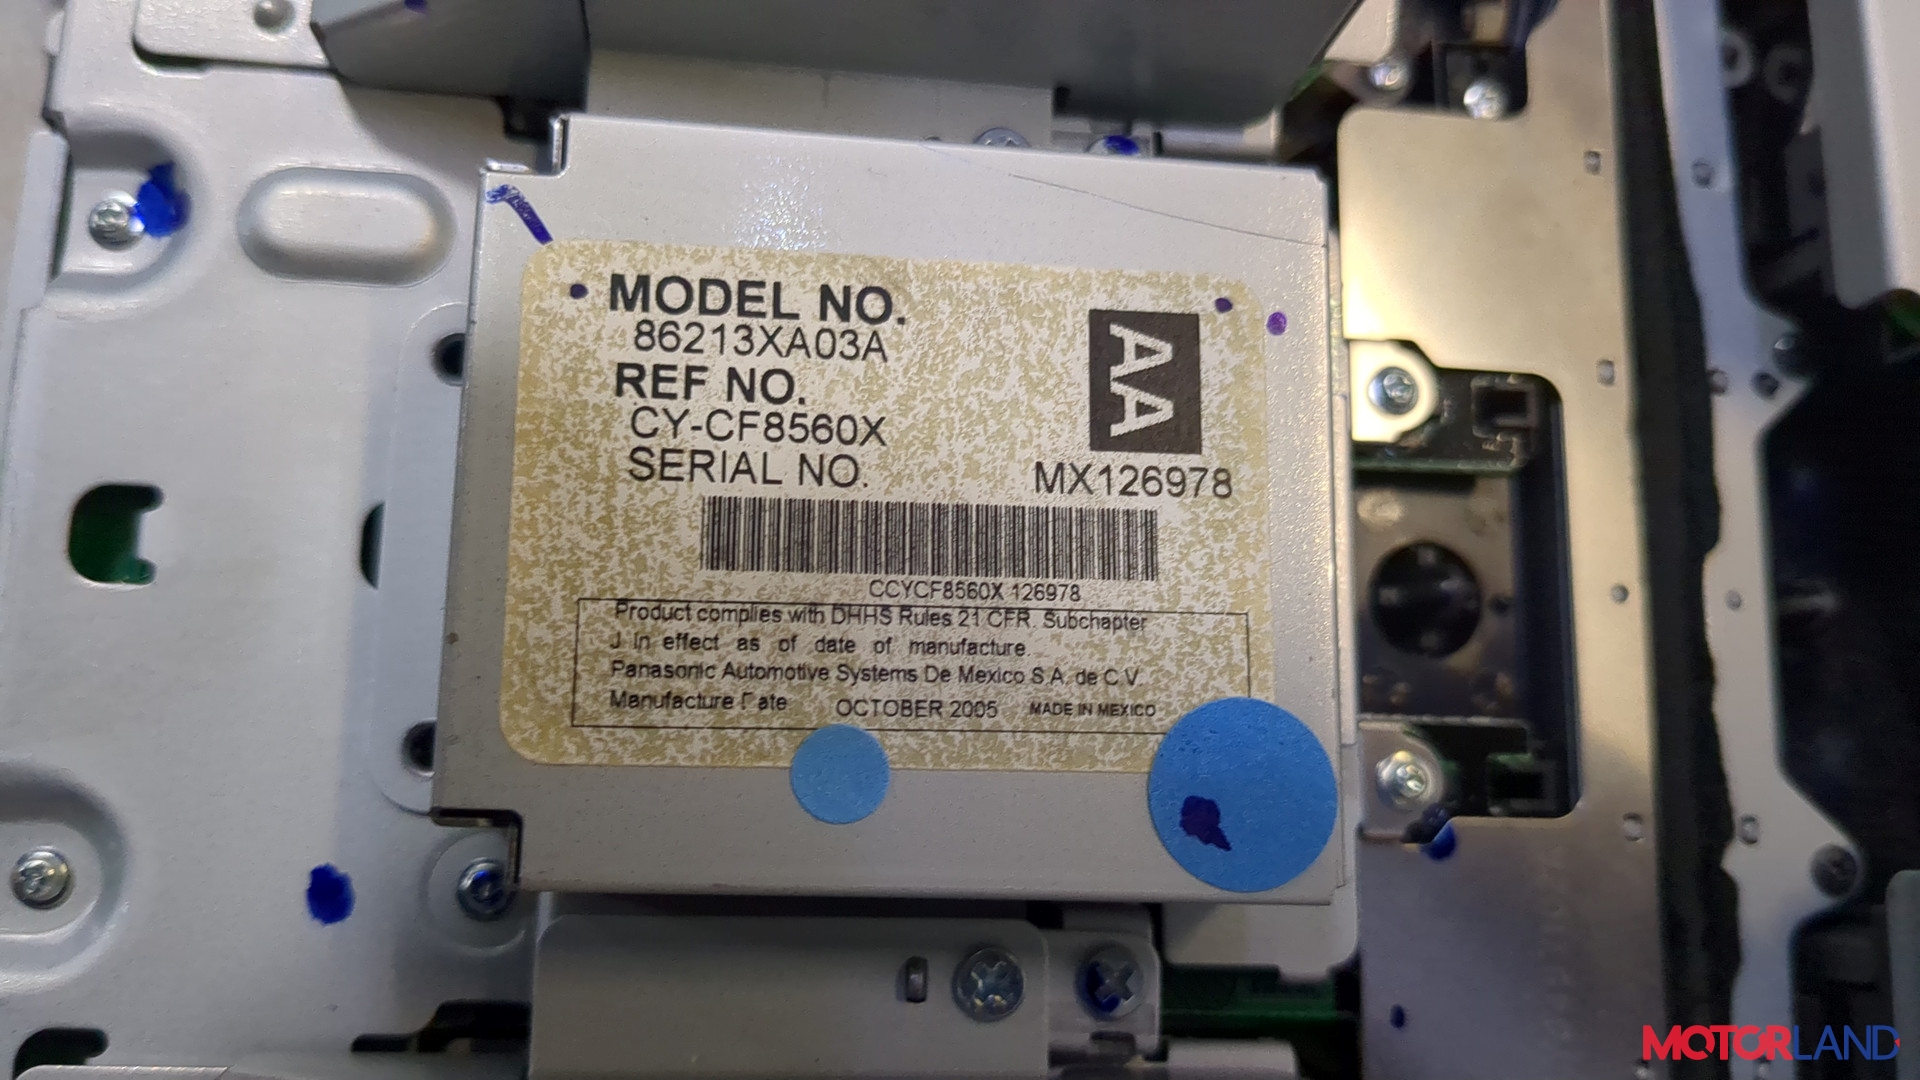 MODEL NO.
86213XA03A
REF NO.
CY-CF8560X
SERIAL NO. MX126978
AA
CCYCF8560X 126978
Product complies with DHHS Rules 21 CFR. Subchapter
J In effect as of date of manufacture.
Panasonic Automotive Systems De Mexico S.A. de C.V
Manufacture Date OCTOBER 2005 MADE IN MEXICO
MOTORLAND